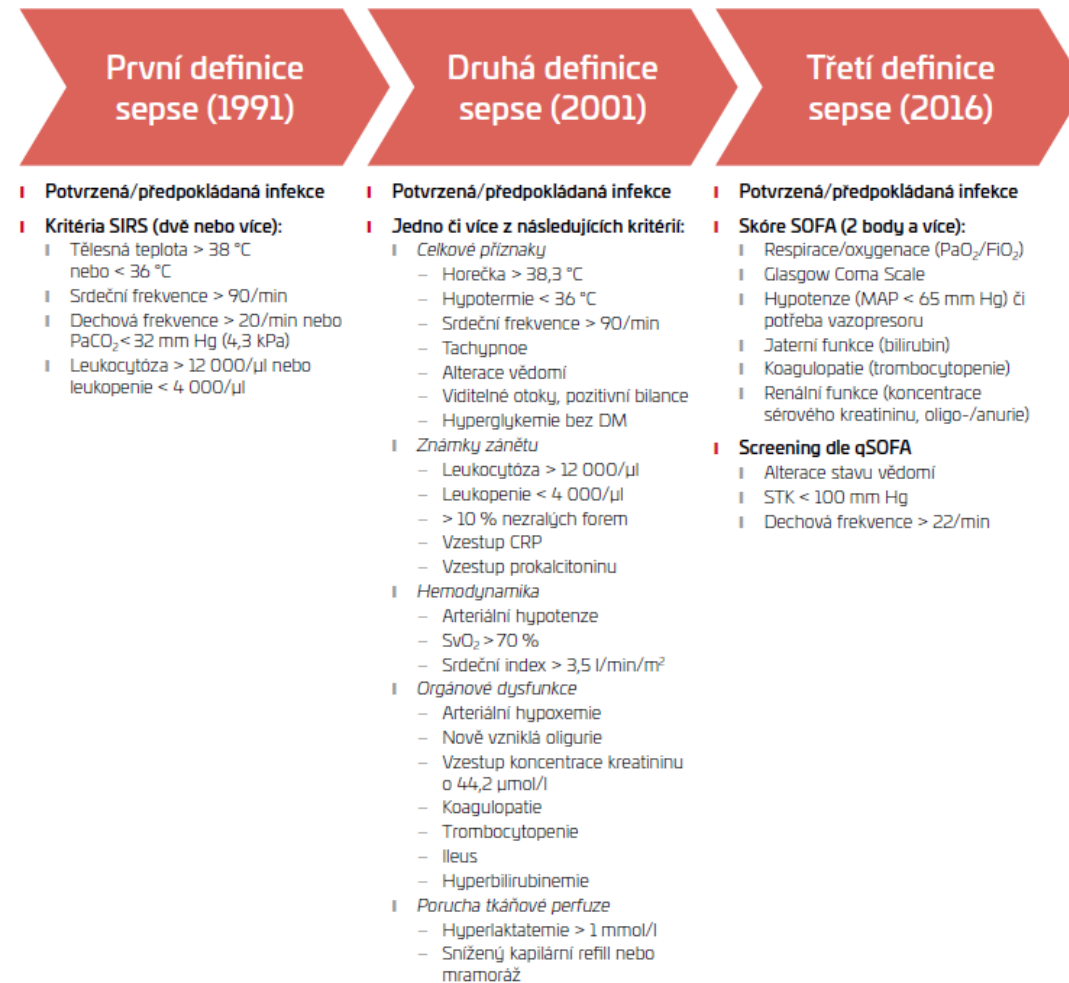 První definice
sepse (1991)
Potvrzená/předpokládaná infekce
Kritéria SIRS (dvě nebo více):
Tělesná teplota > 38 °C
nebo < 36 °C
Srdeční frekvence > 90/min
Dechová frekvence > 20/min nebo
PaCO₂ < 32 mm Hg (4,3 kPa)
Leukocytóza > 12 000/µl nebo
leukopenie < 4 000/µl
Druhá definice
sepse (2001)
Potvrzená/předpokládaná infekce
Jedno či více z následujících kritérií:
Celkové příznaky
– Horečka > 38,3 °C
– Hypotermie < 36 °C
– Srdeční frekvence > 90/min
– Tachypnoe
– Alterace vědomí
– Viditelné otoky, pozitivní bilance
– Hyperglykemie bez DM
Známky zánětu
– Leukocytóza > 12 000/µl
– Leukopenie < 4 000/µl
– > 10 % nezralých forem
– Vzestup CRP
– Vzestup prokalcitoninu
Hemodynamika
– Arteriální hypotenze
– SvO₂ > 70 %
– Srdeční index > 3,5 l/min/m²
Orgánové dysfunkce
– Arteriální hypoxemie
– Nově vzniklá oligurie
– Vzestup koncentrace kreatininu
o 44,2 µmol/l
– Koagulopatie
– Trombocytopenie
– Ileus
– Hyperbilirubinemie
Porucha tkáňové perfuze
– Hyperlaktatemie > 1 mmol/l
– Snížený kapilární refill nebo
mramoráž
Třetí definice
sepse (2016)
Potvrzená/předpokládaná infekce
Skóre SOFA (2 body a více):
Respirace/oxygenace (PaO₂/FiO₂)
Glasgow Coma Scale
Hypotenze (MAP < 65 mm Hg) či
potřeba vazopresoru
Jaterní funkce (bilirubin)
Koagulopatie (trombocytopenie)
Renální funkce (koncentrace
sérového kreatininu, oligo-/anurie)
Screening dle qSOFA
Alterace stavu vědomí
STK < 100 mm Hg
Dechová frekvence > 22/min